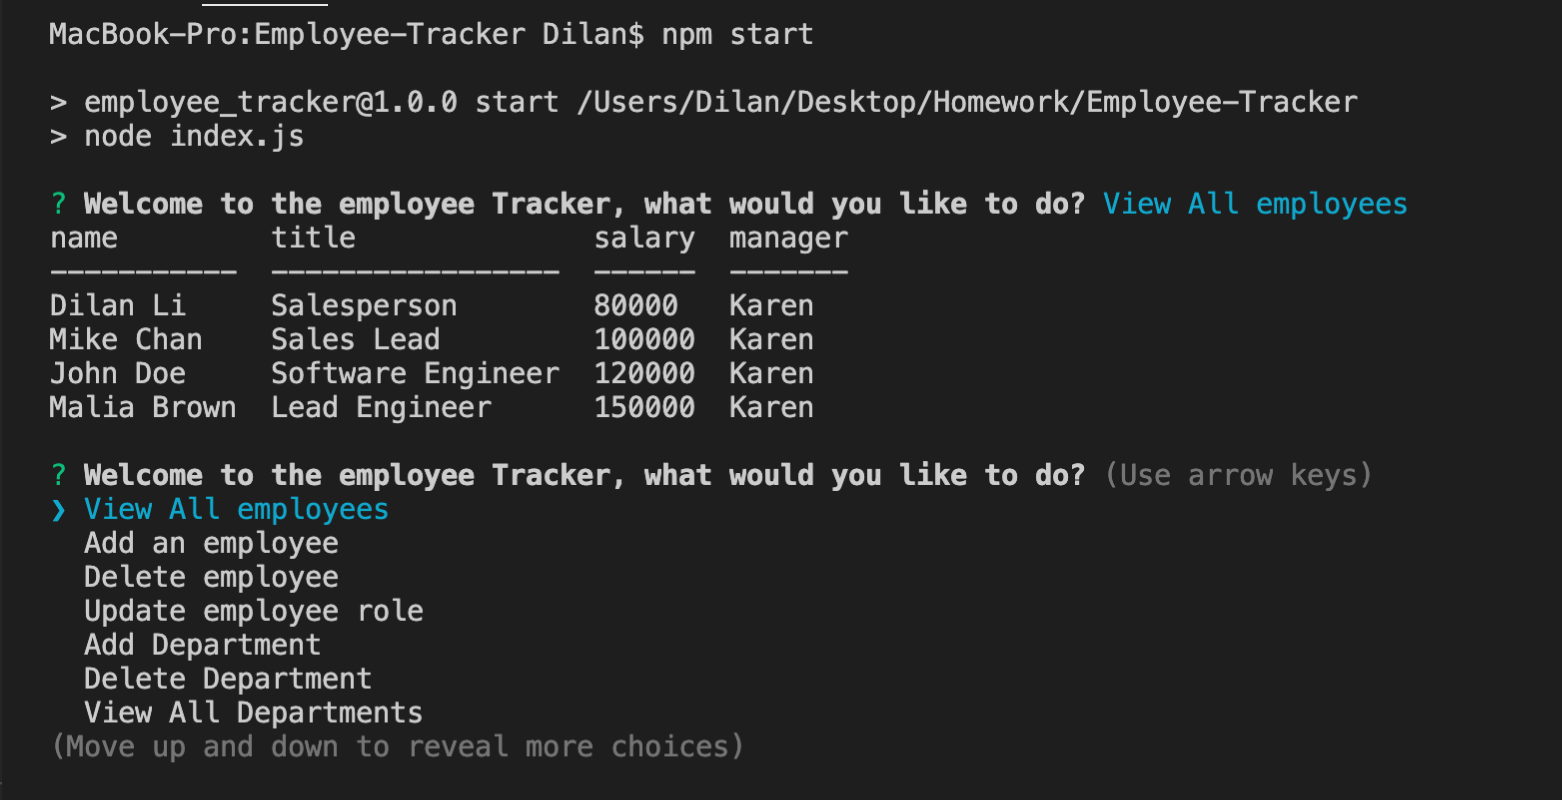 MacBook-Pro:Employee-Tracker Dilan$ npm start
> employee_tracker@1.0.0 start /Users/Dilan/Desktop/Homework/Employee-Tracker
> node index.js
? Welcome to the employee Tracker, what would you like to do? View All employees
name         title              salary  manager
-----------  -----------------  ------  -------
Dilan Li     Salesperson        80000   Karen
Mike Chan    Sales Lead         100000  Karen
John Doe     Software Engineer  120000  Karen
Malia Brown  Lead Engineer      150000  Karen
? Welcome to the employee Tracker, what would you like to do? (Use arrow keys)
❯ View All employees
  Add an employee
  Delete employee
  Update employee role
  Add Department
  Delete Department
  View All Departments
(Move up and down to reveal more choices)